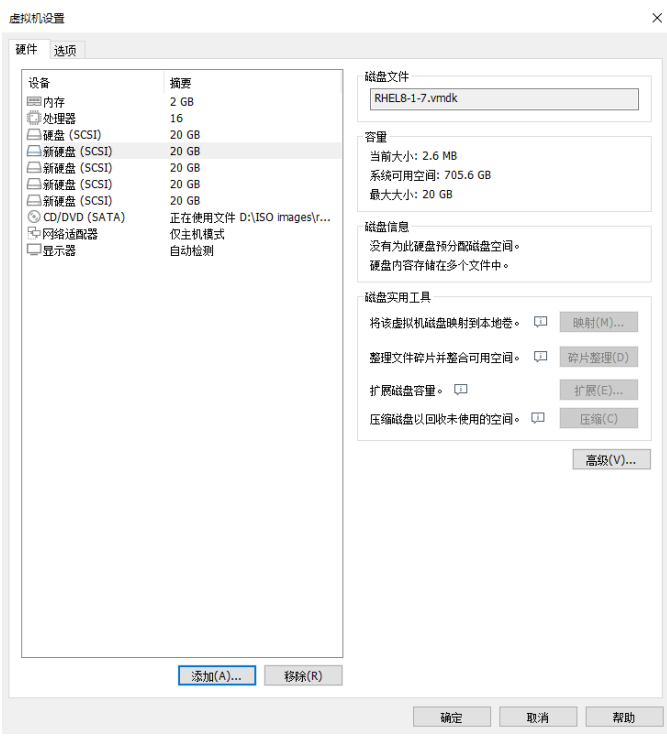 虚拟机设置
硬件 选项
设备 摘要
内存 2 GB
处理器 16
硬盘 (SCSI) 20 GB
新硬盘 (SCSI) 20 GB
新硬盘 (SCSI) 20 GB
新硬盘 (SCSI) 20 GB
新硬盘 (SCSI) 20 GB
CD/DVD (SATA) 正在使用文件 D:\ISO images\r...
网络适配器 仅主机模式
显示器 自动检测
添加(A)... 移除(R)
磁盘文件
RHEL8-1-7.vmdk
容量
当前大小: 2.6 MB
系统可用空间: 705.6 GB
最大大小: 20 GB
磁盘信息
没有为此硬盘预分配磁盘空间。
硬盘内容存储在多个文件中。
磁盘实用工具
将该虚拟机磁盘映射到本地卷。 映射(M)...
整理文件碎片并整合可用空间。 碎片整理(D)
扩展磁盘容量。 扩展(E)...
压缩磁盘以回收未使用的空间。 压缩(C)
高级(V)...
确定 取消 帮助